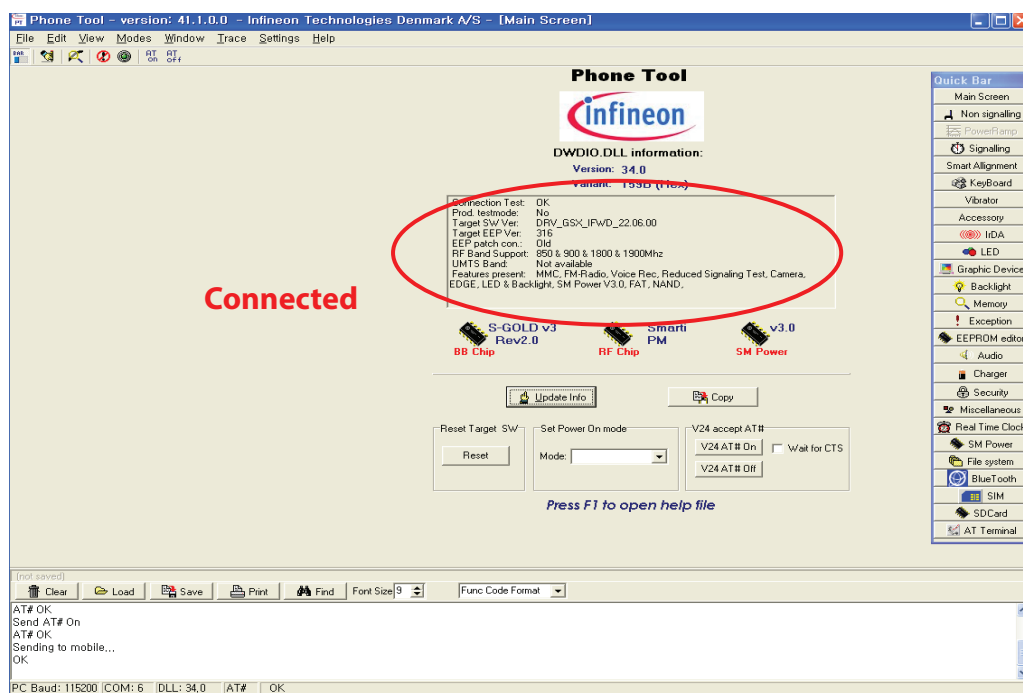 Phone Tool - version: 41.1.0.0 - Infineon Technologies Denmark A/S - [Main Screen]
File Edit View Modes Window Trace Settings Help
BAR
AT on AT off
Phone Tool
infineon
DWDIO.DLL information:
Version: 34.0
Variant: 159B (Hex)
Connection Test: OK
Prod. testmode: No
Target SW Ver: DRV_GSX_IFWD_22.06.00
Target EEP Ver: 316
EEP patch con.: Old
RF Band Support: 850 & 900 & 1800 & 1900Mhz
UMTS Band: Not available
Features present: MMC, FM-Radio, Voice Rec, Reduced Signaling Test, Camera,
EDGE, LED & Backlight, SM Power V3.0, FAT, NAND,
Connected
S-GOLD v3
Rev2.0
BB Chip
Smarti
PM
RF Chip
v3.0
SM Power
Update Info
Copy
Reset Target SW
Reset
Set Power On mode
Mode:
V24 accept AT#
V24 AT# On
Wait for CTS
V24 AT# Off
Press F1 to open help file
Quick Bar
Main Screen
Non signalling
PowerRamp
Signalling
Smart Allignment
KeyBoard
Vibrator
Accessory
IrDA
LED
Graphic Device
Backlight
Memory
Exception
EEPROM editor
Audio
Charger
Security
Miscellaneous
Real Time Clock
SM Power
File system
BlueTooth
SIM
SDCard
AT Terminal
(not saved)
Clear Load Save Print Find Font Size 9 Func Code Format
AT# OK
Send AT# On
AT# OK
Sending to mobile...
OK
PC Baud: 115200 COM: 6 DLL: 34,0 AT# OK